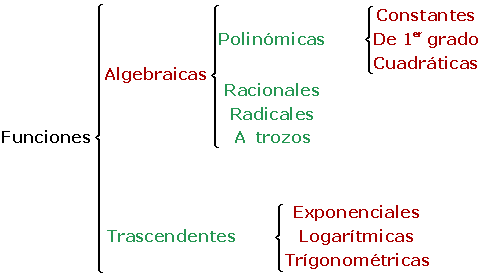 Constantes
Polinómicas
De 1er grado
Cuadráticas
Algebraicas
Racionales
Radicales
A trozos
Funciones
Exponenciales
Trascendentes
Logarítmicas
Trígonométricas